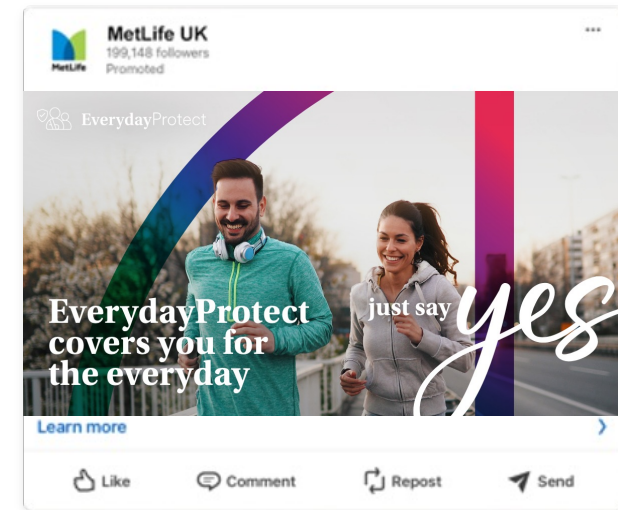 MetLife UK
199,148 followers
Promoted
MetLife
EverydayProtect
EverydayProtect
covers you for
the everyday
just say yes
Learn more
Like Comment Repost Send